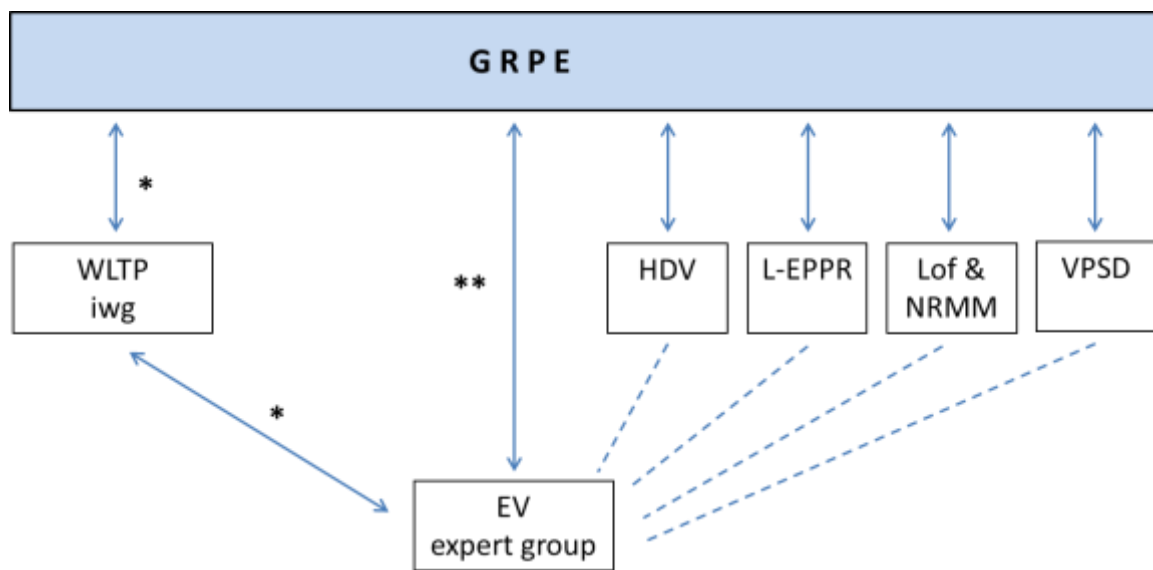 G R P E
*
**
WLTP
iwg
HDV
L-EPPR
Lof &
NRMM
VPSD
*
EV
expert group